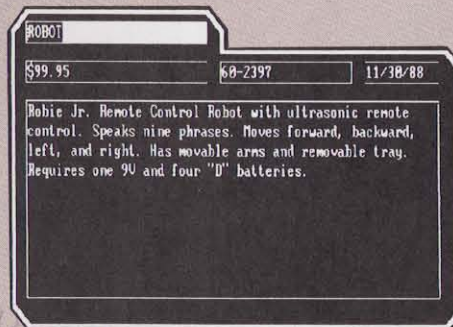 ROBOT
$99.95 60-2397 11/30/88
Robie Jr. Remote Control Robot with ultrasonic remote
control. Speaks nine phrases. Moves forward, backward,
left, and right. Has movable arms and removable tray.
Requires one 9V and four "D" batteries.